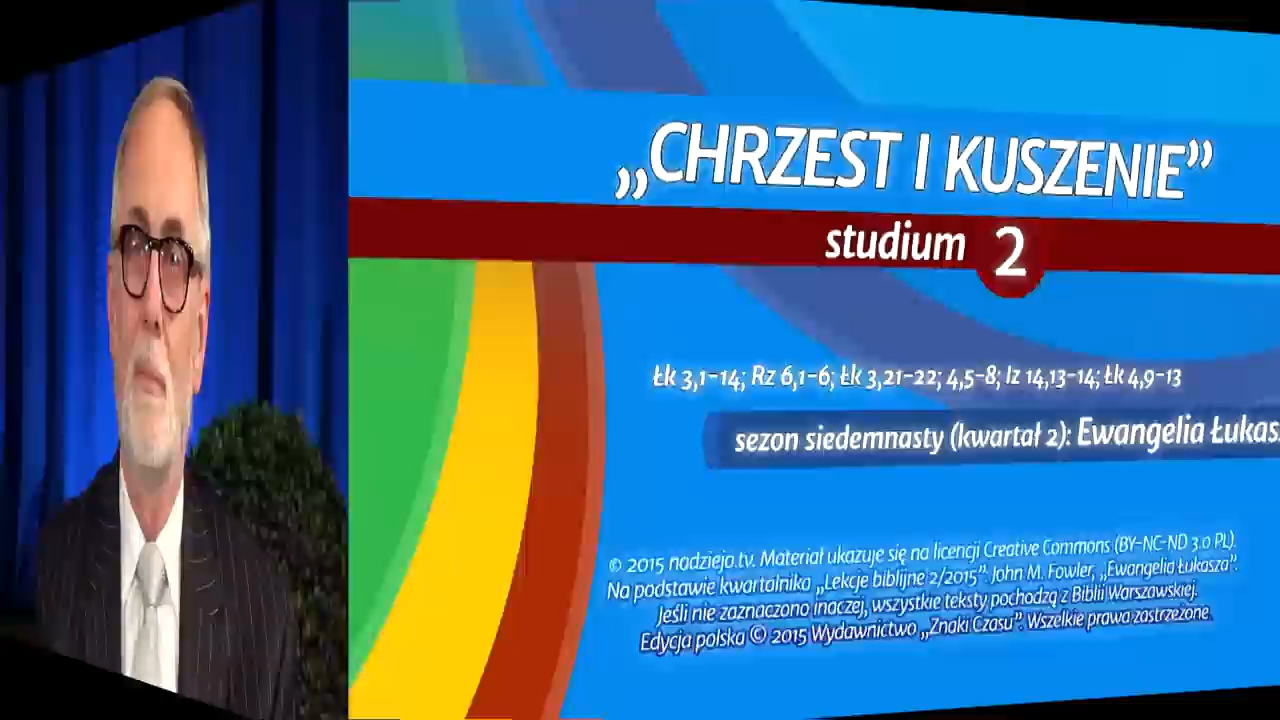 „CHRZEST I KUSZENIE”
studium 2
Łk 3,1-14; Rz 6,1-6; Łk 3,21-22; 4,5-8; Iz 14,13-14; Łk 4,9-13
sezon siedemnasty (kwartał 2): Ewangelia Łukas
© 2015 nadzieja.tv. Materiał ukazuje się na licencji Creative Commons (BY-NC-ND 3.0 PL).
Na podstawie kwartalnika „Lekcje biblijne 2/2015”: John M. Fowler, „Ewangelia Łukasza”.
Jeśli nie zaznaczono inaczej, wszystkie teksty pochodzą z Biblii Warszawskiej.
Edycja polska © 2015 Wydawnictwo „Znaki Czasu”. Wszelkie prawa zastrzeżone.